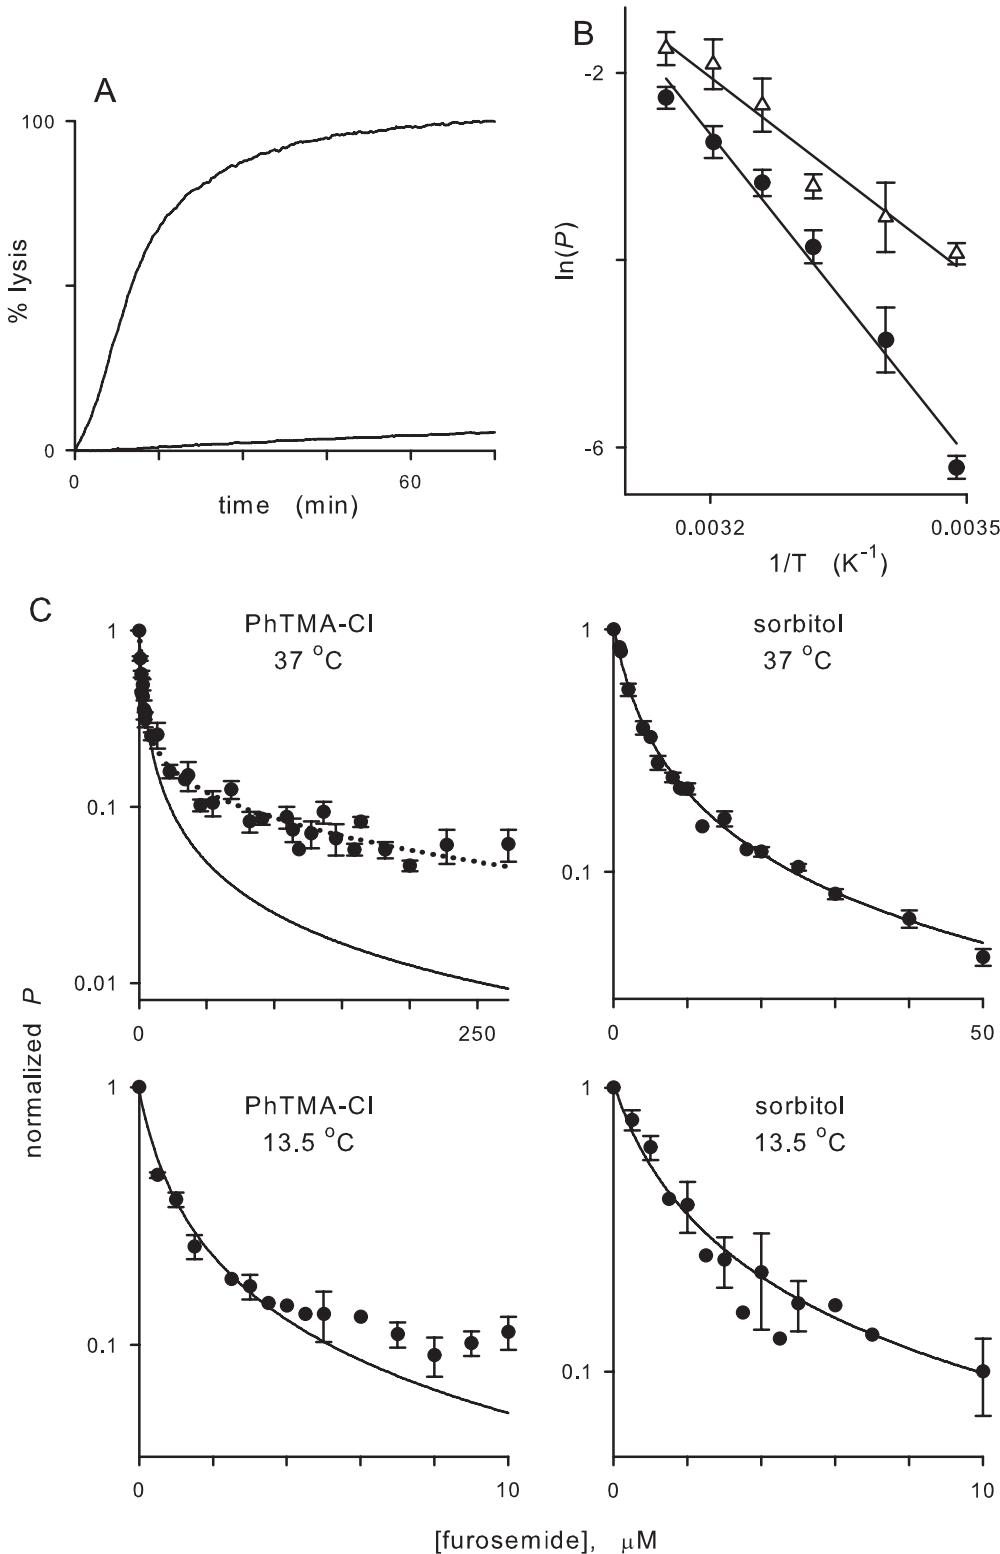 A
100
% lysis
0
0
60
time (min)
B
-2
ln(P)
-6
0.0032
0.0035
1/T (K⁻¹)
C
PhTMA-Cl
37 °C
1
0.1
0.01
0
250
sorbitol
37 °C
1
0.1
0
50
normalized P
PhTMA-Cl
13.5 °C
1
0.1
0
10
sorbitol
13.5 °C
1
0.1
0
10
[furosemide], μM